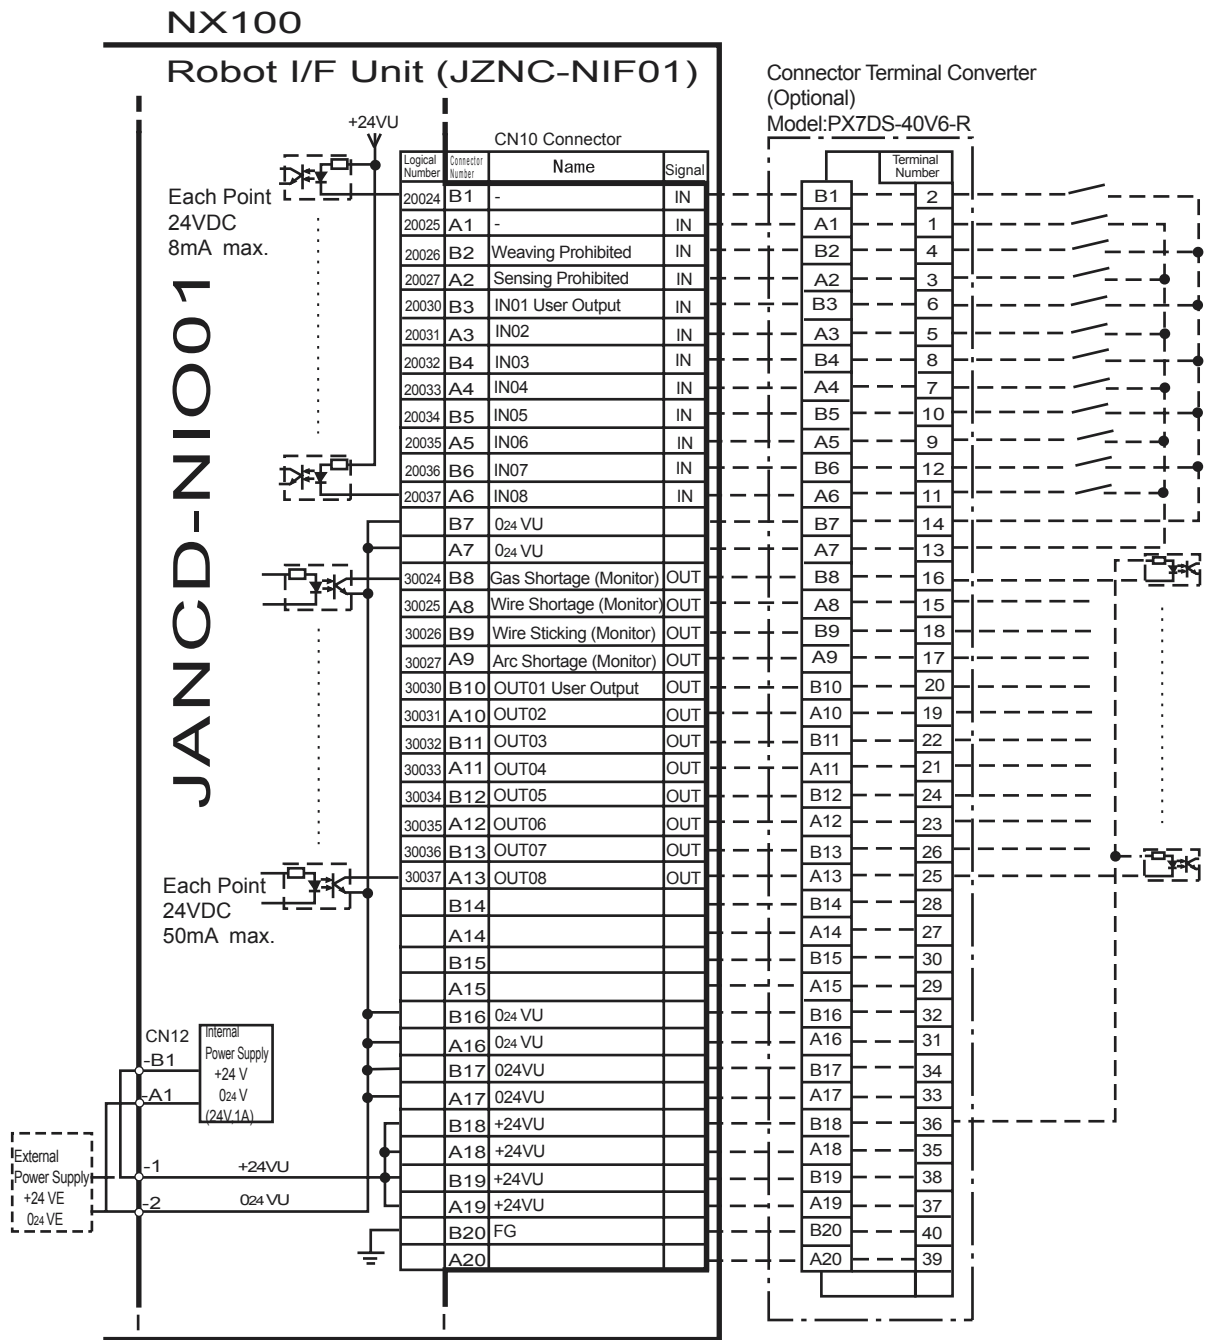 NX100
Robot I/F Unit (JZNC-NIF01)
Connector Terminal Converter
(Optional)
Model:PX7DS-40V6-R
+24VU
CN10 Connector
Logical Number Connector Number Name Signal
Terminal Number
Each Point
24VDC
8mA max.
JANCD-NIO01
20024 B1 - IN B1 2
20025 A1 - IN A1 1
20026 B2 Weaving Prohibited IN B2 4
20027 A2 Sensing Prohibited IN A2 3
20030 B3 IN01 User Output IN B3 6
20031 A3 IN02 IN A3 5
20032 B4 IN03 IN B4 8
20033 A4 IN04 IN A4 7
20034 B5 IN05 IN B5 10
20035 A5 IN06 IN A5 9
20036 B6 IN07 IN B6 12
20037 A6 IN08 IN A6 11
B7 024 VU B7 14
A7 024 VU A7 13
30024 B8 Gas Shortage (Monitor) OUT B8 16
30025 A8 Wire Shortage (Monitor) OUT A8 15
30026 B9 Wire Sticking (Monitor) OUT B9 18
30027 A9 Arc Shortage (Monitor) OUT A9 17
30030 B10 OUT01 User Output OUT B10 20
30031 A10 OUT02 OUT A10 19
30032 B11 OUT03 OUT B11 22
30033 A11 OUT04 OUT A11 21
30034 B12 OUT05 OUT B12 24
30035 A12 OUT06 OUT A12 23
30036 B13 OUT07 OUT B13 26
30037 A13 OUT08 OUT A13 25
Each Point
24VDC
50mA max.
B14 B14 28
A14 A14 27
B15 B15 30
A15 A15 29
B16 024 VU B16 32
A16 024 VU A16 31
B17 024VU B17 34
A17 024VU A17 33
B18 +24VU B18 36
A18 +24VU A18 35
B19 +24VU B19 38
A19 +24VU A19 37
B20 FG B20 40
A20 A20 39
CN12
-B1
-A1
Internal
Power Supply
+24 V
024 V
(24V,1A)
External
Power Supply
+24 VE
024 VE
-1 +24VU
-2 024 VU